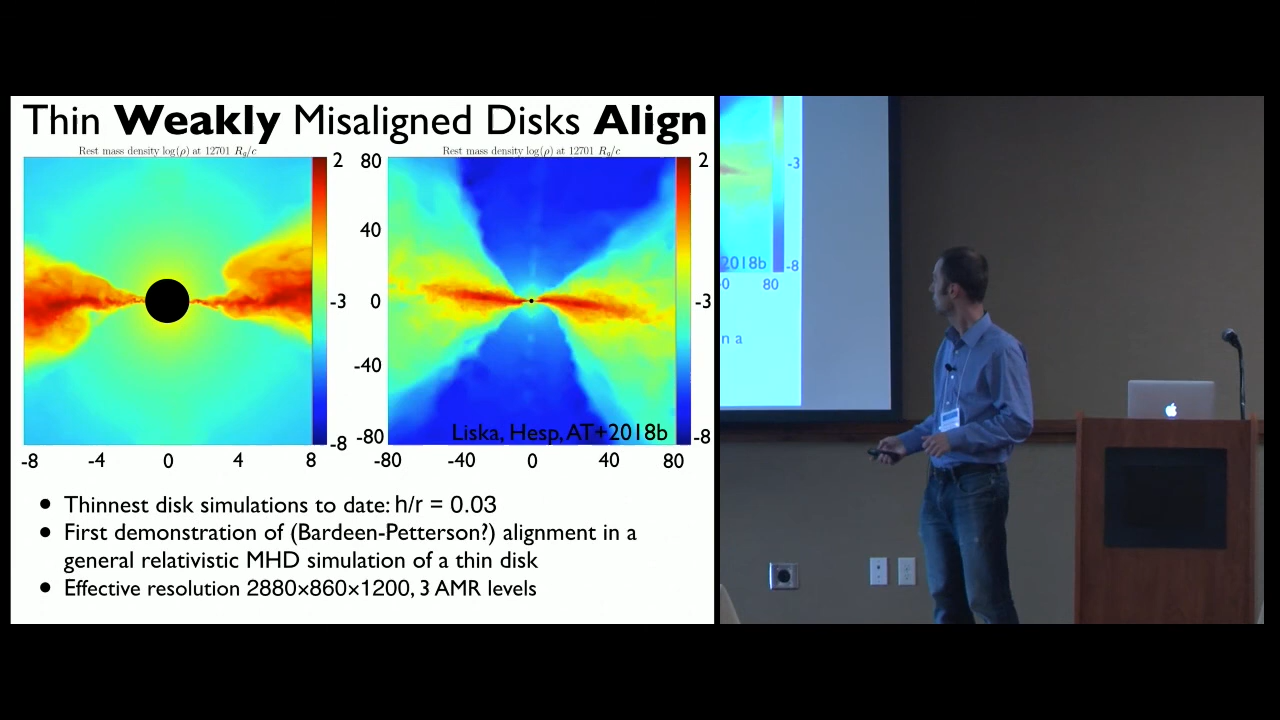 Thin Weakly Misaligned Disks Align
Rest mass density log(ρ) at 12701 R_g/c
2
-3
-8
-8 -4 0 4 8
Rest mass density log(ρ) at 12701 R_g/c
80
40
0
-40
-80
2
-3
-8
Liska, Hesp, AT+2018b
-80 -40 0 40 80
● Thinnest disk simulations to date: h/r = 0.03
● First demonstration of (Bardeen-Petterson?) alignment in a
general relativistic MHD simulation of a thin disk
● Effective resolution 2880×860×1200, 3 AMR levels
-3
2018b
-8
0 80
n a